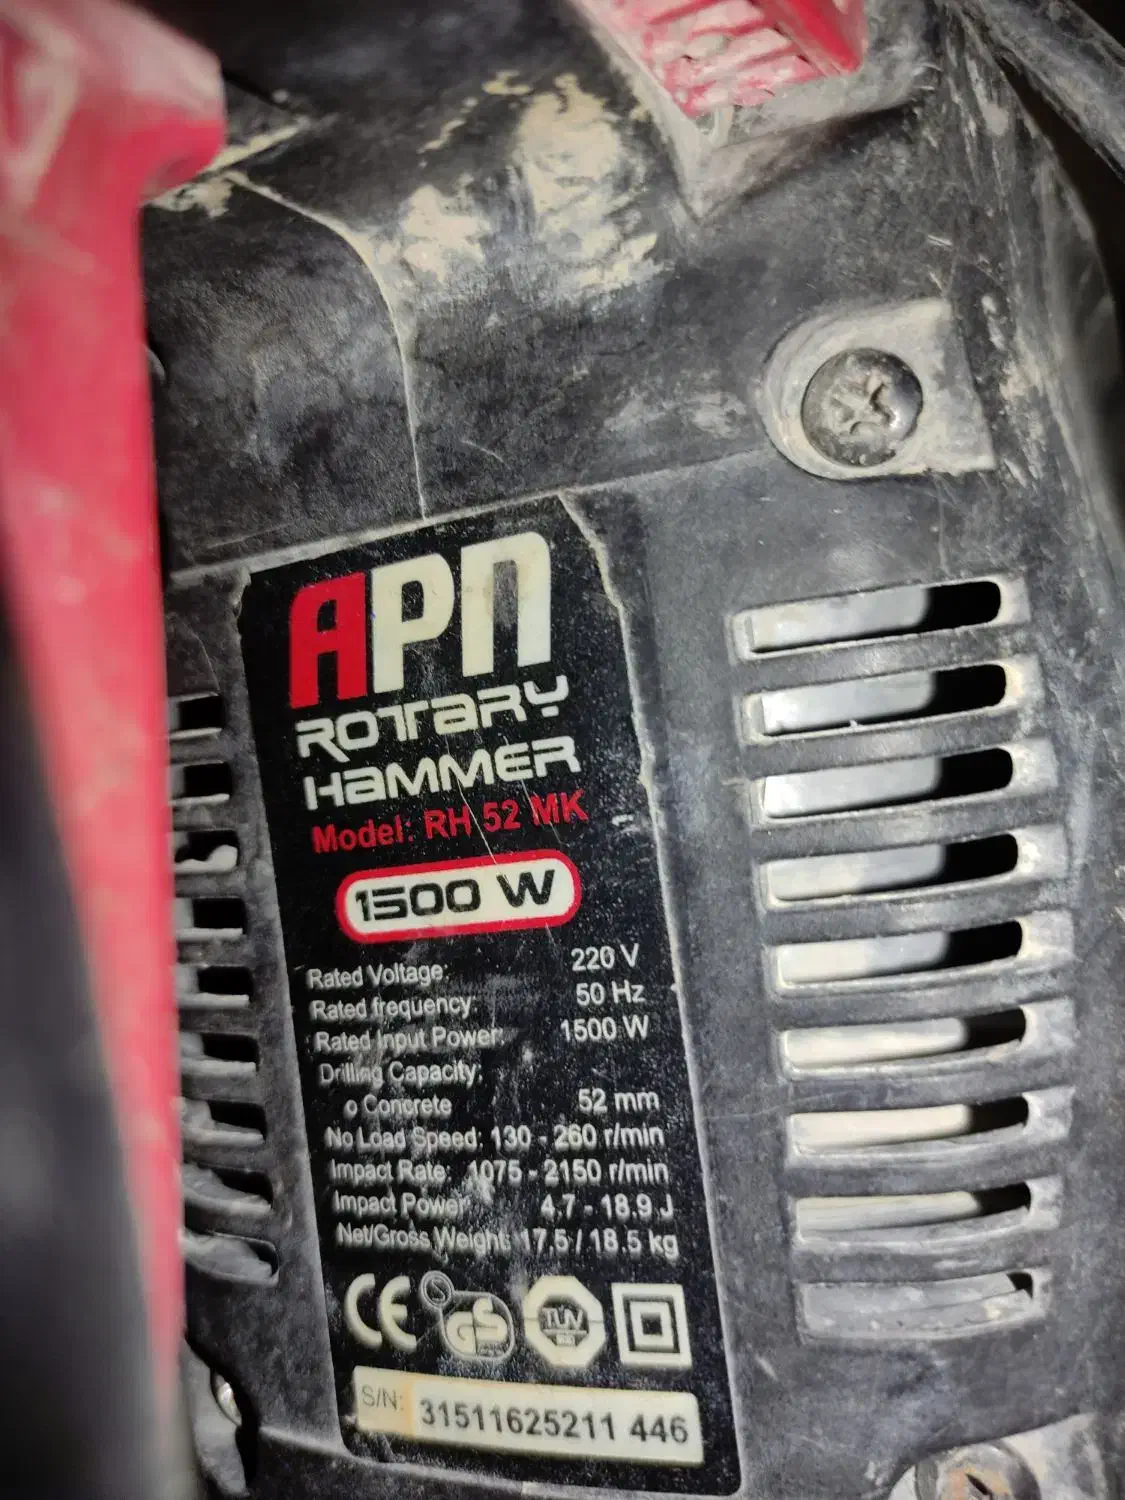 APN
ROTTARY
HAMMER
Model: RH 52 MK
1500 W
Rated Voltage: 220 V
Rated frequency: 50 Hz
Rated Input Power: 1500 W
Drilling Capacity:
o Concrete 52 mm
No Load Speed: 130 - 260 r/min
Impact Rate: 1075 - 2150 r/min
Impact Power: 4.7 - 18.9 J
Net/Gross Weight: 17.5 / 18.5 kg
CE GS TÜV
S/N: 31511625211 446